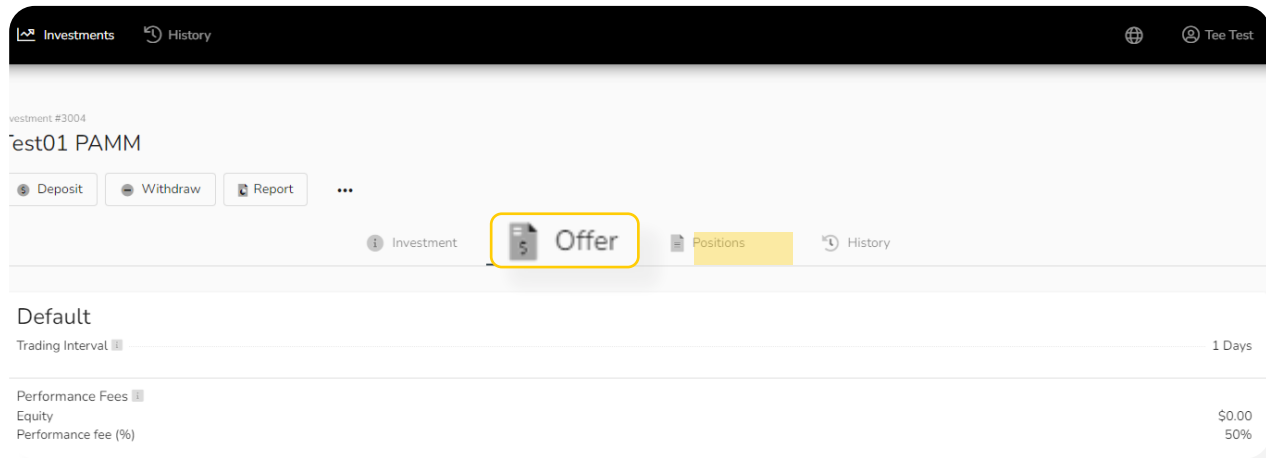 Investments History Tee Test
vestment #3004
Test01 PAMM
Deposit Withdraw Report •••
Investment Offer Positions History
Default
Trading Interval 1 Days
Performance Fees
Equity $0.00
Performance fee (%) 50%